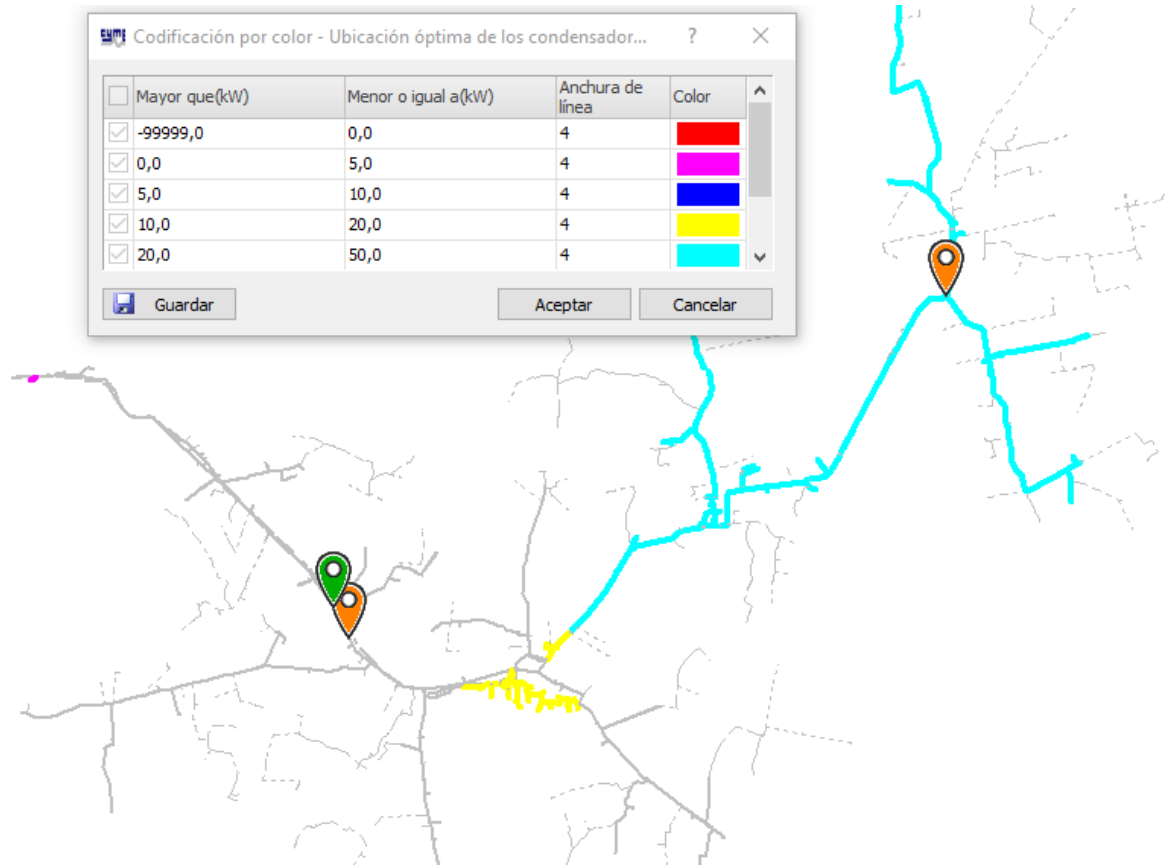 CYME Codificación por color - Ubicación óptima de los condensador... ?
Mayor que(kW) Menor o igual a(kW) Anchura de línea Color
-99999,0 0,0 4
0,0 5,0 4
5,0 10,0 4
10,0 20,0 4
20,0 50,0 4
Guardar Aceptar Cancelar